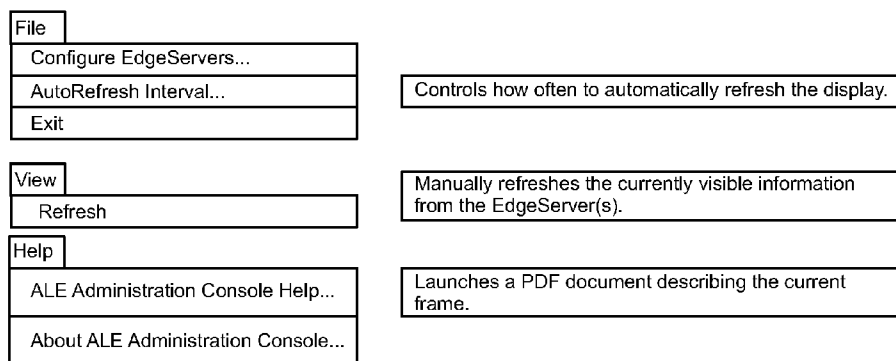 File
Configure EdgeServers...
AutoRefresh Interval...
Controls how often to automatically refresh the display.
Exit
View
Refresh
Manually refreshes the currently visible information
from the EdgeServer(s).
Help
ALE Administration Console Help...
Launches a PDF document describing the current
frame.
About ALE Administration Console...